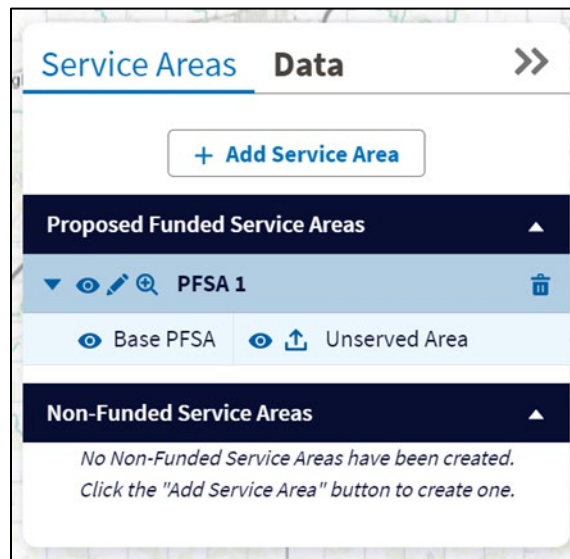 Service Areas Data
+ Add Service Area
Proposed Funded Service Areas
PFSA 1
Base PFSA Unserved Area
Non-Funded Service Areas
No Non-Funded Service Areas have been created.
Click the "Add Service Area" button to create one.